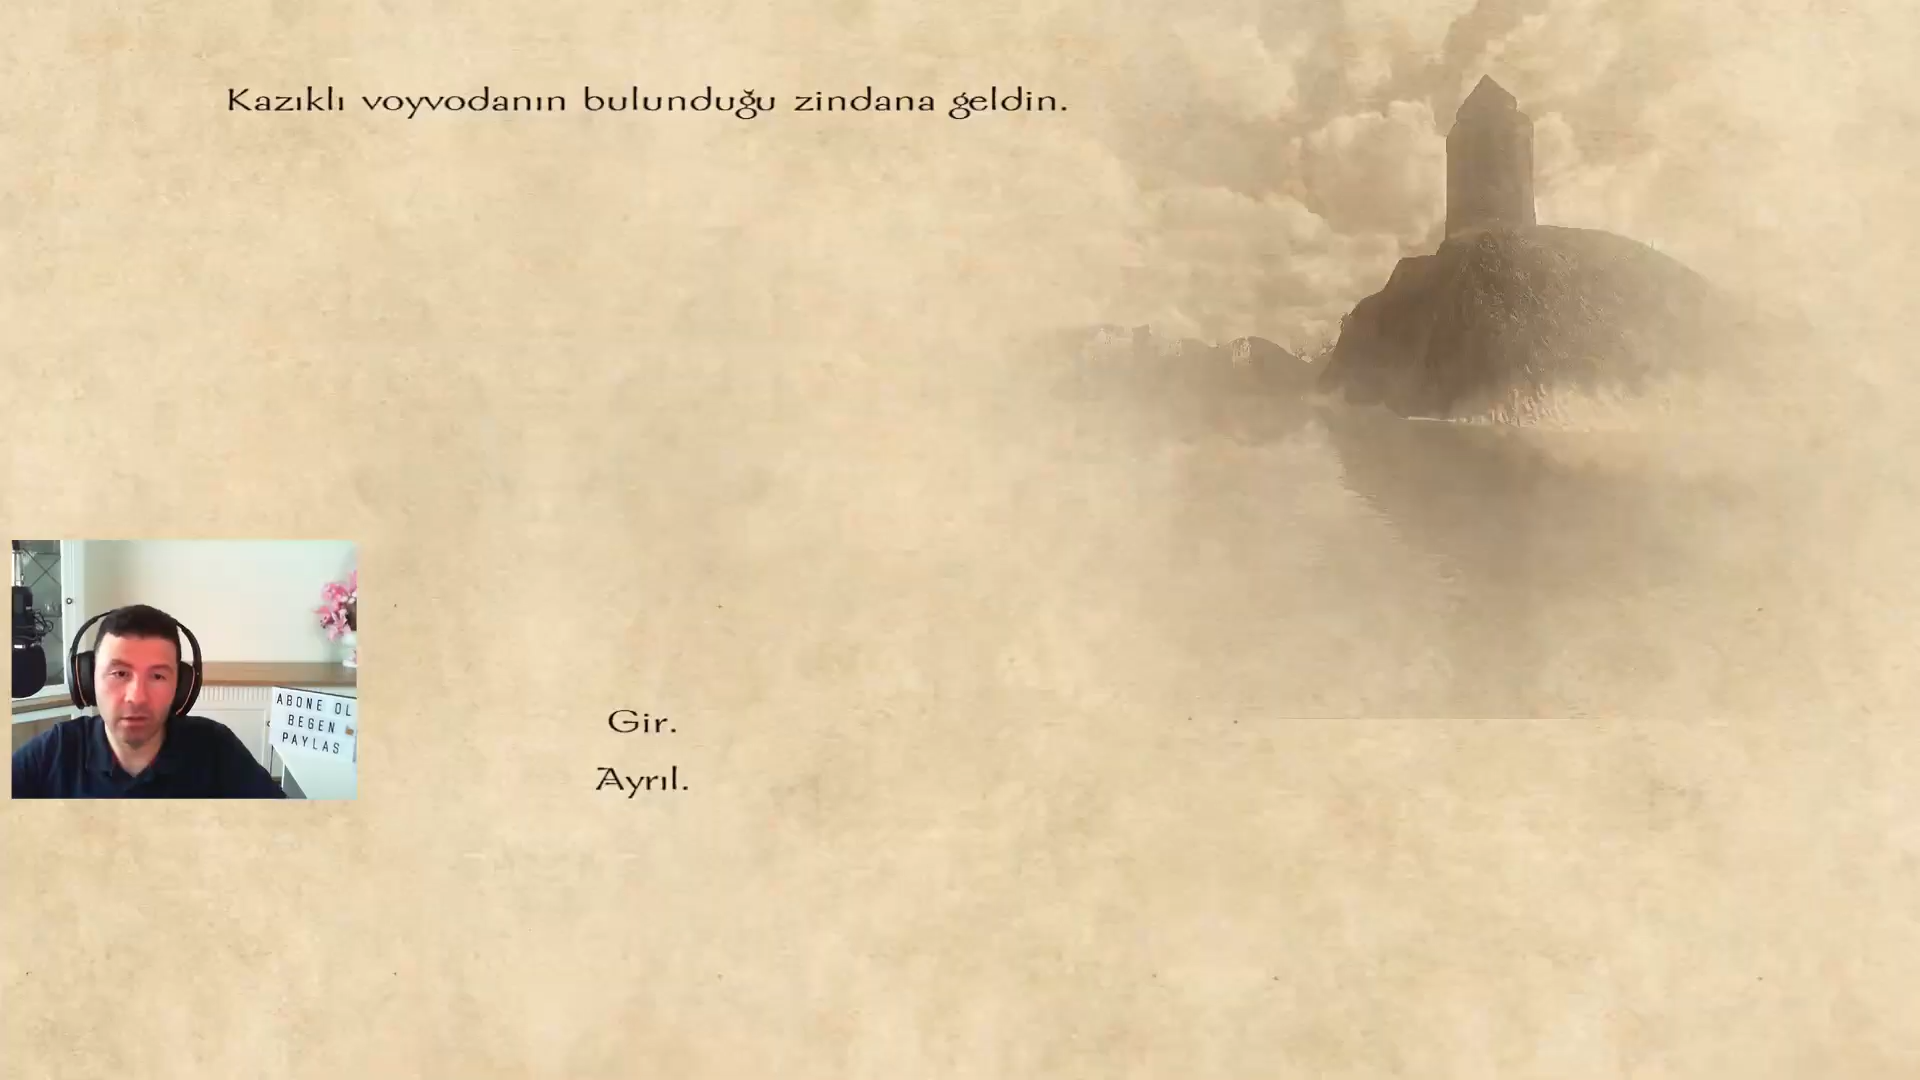 Kazıklı voyvodanın bulunduğu zindana geldin.
Gir.
Ayrıl.
ABONE OL
BEGEN
PAYLAS